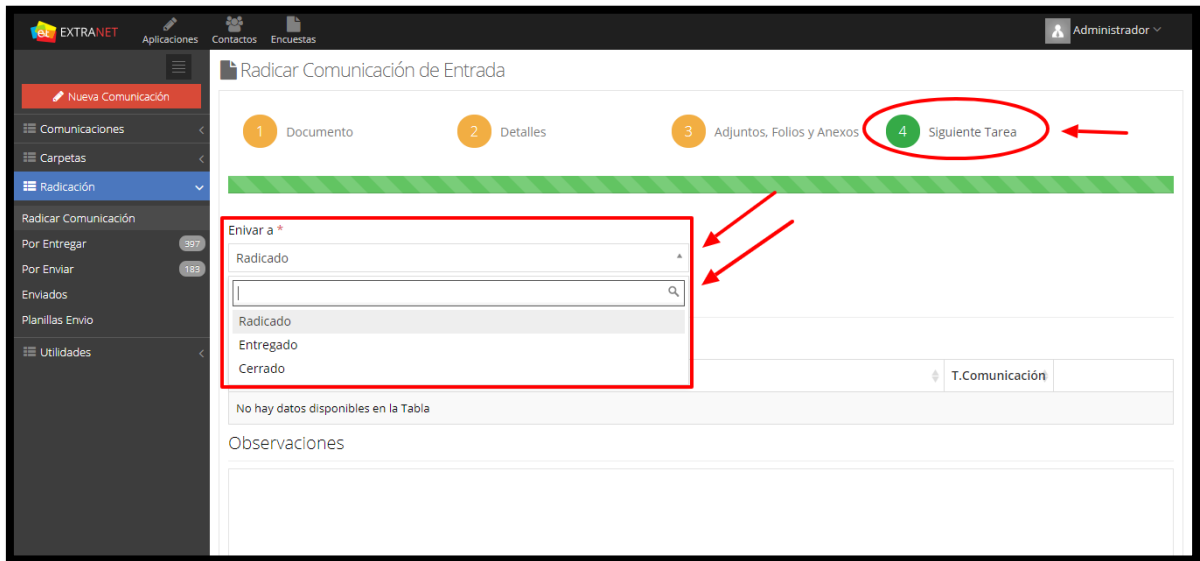 EXTRANET
Aplicaciones
Contactos
Encuestas
Administrador
Nueva Comunicación
Comunicaciones
Carpetas
Radicación
Radicar Comunicación
Por Entregar 397
Por Enviar 183
Enviados
Planillas Envio
Utilidades
Radicar Comunicación de Entrada
1 Documento
2 Detalles
3 Adjuntos, Folios y Anexos
4 Siguiente Tarea
Enivar a *
Radicado
Radicado
Entregado
Cerrado
T.Comunicación
No hay datos disponibles en la Tabla
Observaciones